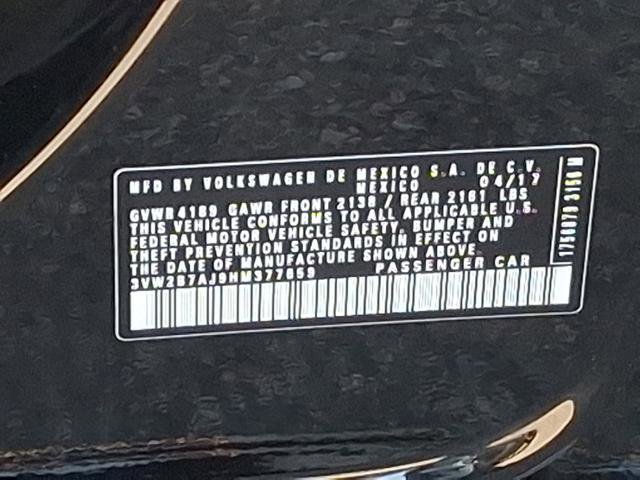 MFD BY VOLKSWAGEN DE MEXICO S.A. DE C.V.
MEXICO 04/17
GVWR 4189 GAWR FRONT 2138 / REAR 2161 LBS
THIS VEHICLE CONFORMS TO ALL APPLICABLE U.S.
FEDERAL MOTOR VEHICLE SAFETY, BUMPER AND
THEFT PREVENTION STANDARDS IN EFFECT ON
THE DATE OF MANUFACTURE SHOWN ABOVE.
3VW2B7AJ9HM377859 PASSENGER CAR